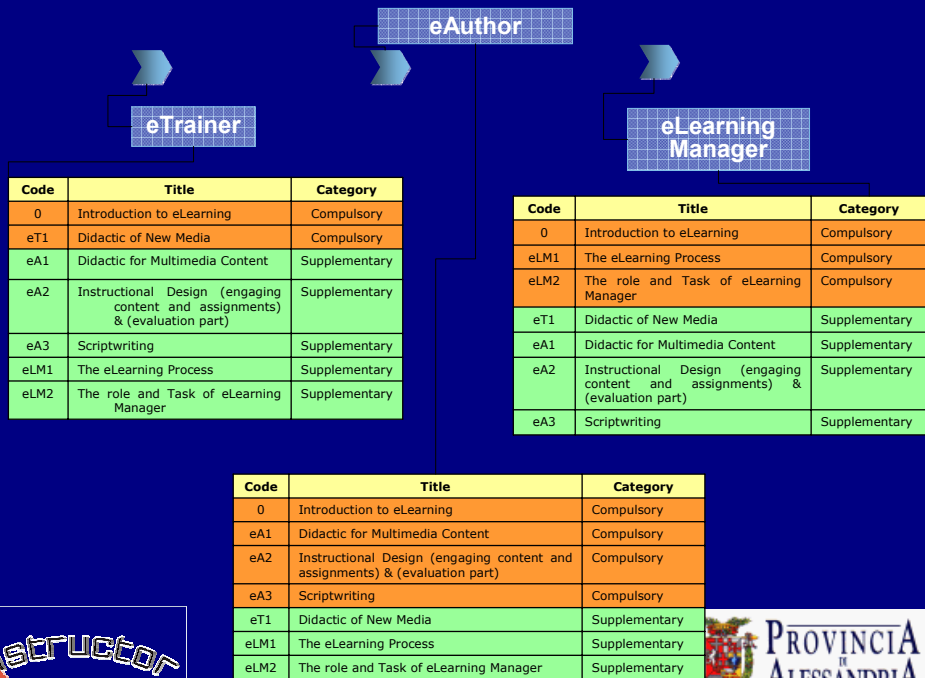 eAuthor
eTrainer
eLearning
Manager
Code Title Category
0 Introduction to eLearning Compulsory
eT1 Didactic of New Media Compulsory
eA1 Didactic for Multimedia Content Supplementary
eA2 Instructional Design (engaging Supplementary
content and assignments)
& (evaluation part)
eA3 Scriptwriting Supplementary
eLM1 The eLearning Process Supplementary
eLM2 The role and Task of eLearning Supplementary
Manager
Code Title Category
0 Introduction to eLearning Compulsory
eLM1 The eLearning Process Compulsory
eLM2 The role and Task of eLearning Compulsory
Manager
eT1 Didactic of New Media Supplementary
eA1 Didactic for Multimedia Content Supplementary
eA2 Instructional Design (engaging Supplementary
content and assignments) &
(evaluation part)
eA3 Scriptwriting Supplementary
Code Title Category
0 Introduction to eLearning Compulsory
eA1 Didactic for Multimedia Content Compulsory
eA2 Instructional Design (engaging content and Compulsory
assignments) & (evaluation part)
eA3 Scriptwriting Compulsory
eT1 Didactic of New Media Supplementary
eLM1 The eLearning Process Supplementary
eLM2 The role and Task of eLearning Manager Supplementary
structor
PROVINCIA
DI
ALESSANDRIA